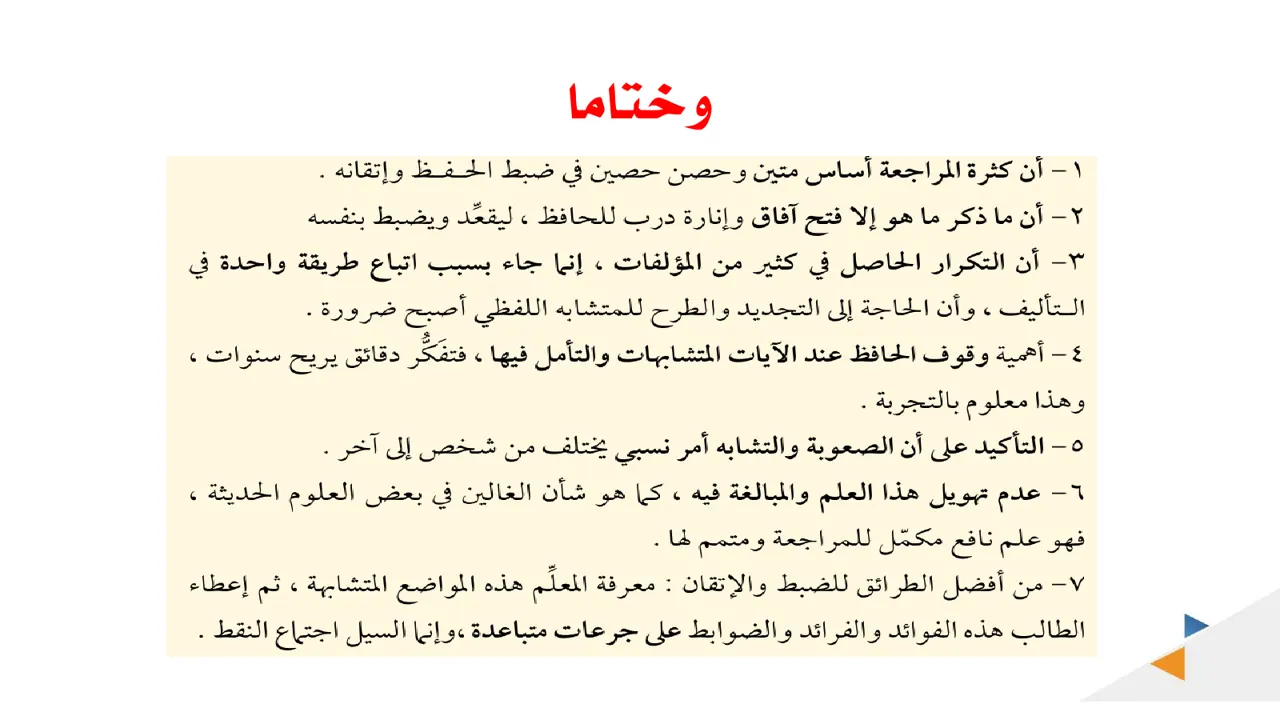 وختاما
١- أن كثرة المراجعة أساس متين وحصن حصين في ضبط الحـفـظ وإتقانه .
٢- أن ما ذكر ما هو إلا فتح آفاق وإنارة درب للحافظ ، ليقعِّد ويضبط بنفسه
٣- أن التكرار الحاصل في كثير من المؤلفات ، إنما جاء بسبب اتباع طريقة واحدة في
الـتأليف ، وأن الحاجة إلى التجديد والطرح للمتشابه اللفظي أصبح ضرورة .
٤- أهمية وقوف الحافظ عند الآيات المتشابهات والتأمل فيها ، فتفَكُّر دقائق يريح سنوات ،
وهذا معلوم بالتجربة .
٥- التأكيد على أن الصعوبة والتشابه أمر نسبي يختلف من شخص إلى آخر .
٦- عدم تهويل هذا العلم والمبالغة فيه ، كما هو شأن الغالين في بعض العلوم الحديثة ،
فهو علم نافع مكمّل للمراجعة ومتمم لها .
٧- من أفضل الطرائق للضبط والإتقان : معرفة المعلِّم هذه المواضع المتشابهة ، ثم إعطاء
الطالب هذه الفوائد والفرائد والضوابط على جرعات متباعدة ،وإنما السيل اجتماع النقط .